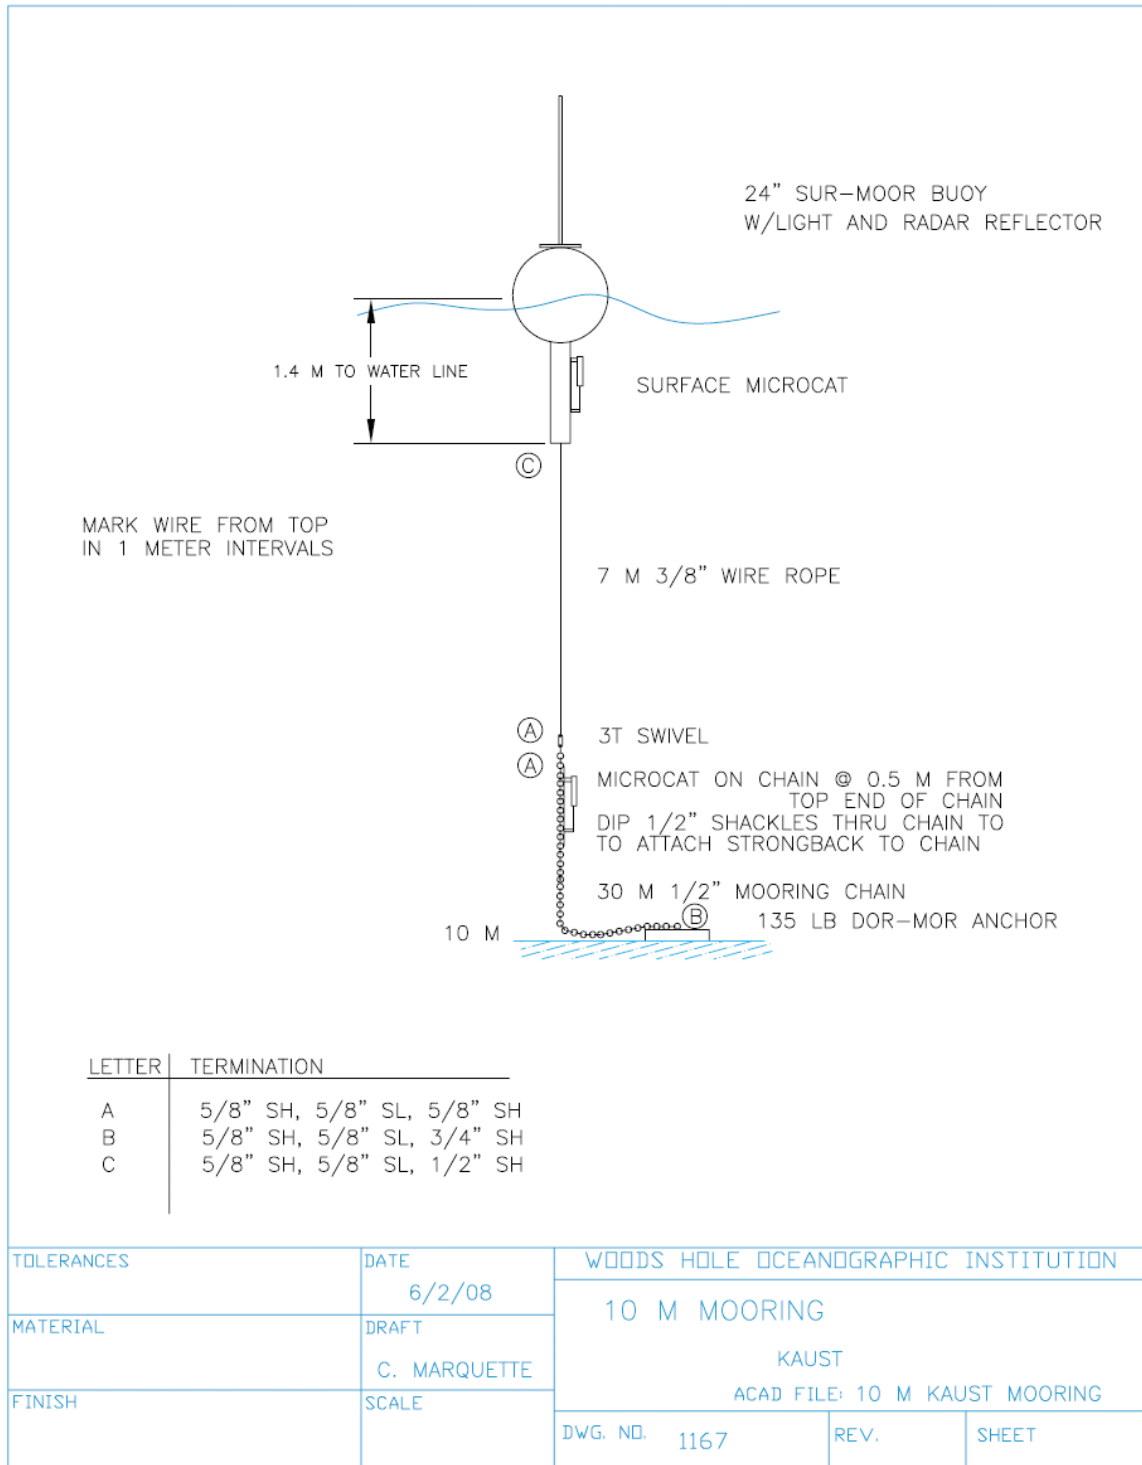 24" SUR-MOOR BUOY
W/LIGHT AND RADAR REFLECTOR
1.4 M TO WATER LINE
SURFACE MICROCAT
C
MARK WIRE FROM TOP
IN 1 METER INTERVALS
7 M 3/8" WIRE ROPE
A
3T SWIVEL
A
MICROCAT ON CHAIN @ 0.5 M FROM
TOP END OF CHAIN
DIP 1/2" SHACKLES THRU CHAIN TO
TO ATTACH STRONGBACK TO CHAIN
30 M 1/2" MOORING CHAIN
B
135 LB DOR-MOR ANCHOR
10 M
LETTER TERMINATION
A 5/8" SH, 5/8" SL, 5/8" SH
B 5/8" SH, 5/8" SL, 3/4" SH
C 5/8" SH, 5/8" SL, 1/2" SH
TOLERANCES
DATE
6/2/08
WOODS HOLE OCEANOGRAPHIC INSTITUTION
MATERIAL
DRAFT
C. MARQUETTE
10 M MOORING
KAUST
ACAD FILE: 10 M KAUST MOORING
FINISH
SCALE
DWG. NO. 1167
REV.
SHEET